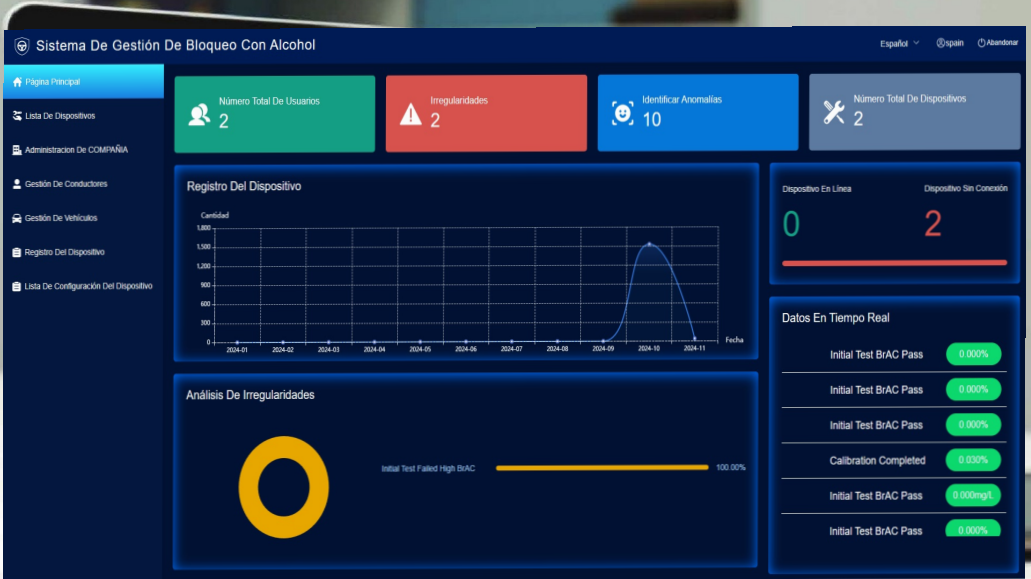 Sistema De Gestión De Bloqueo Con Alcohol
Español
spain
Abandonar
Página Principal
Lista De Dispositivos
Administracion De COMPAÑIA
Gestión De Conductores
Gestión De Vehículos
Registro Del Dispositivo
Lista De Configuración Del Dispositivo
Número Total De Usuarios
2
Irregularidades
2
Identificar Anomalías
10
Número Total De Dispositivos
2
Registro Del Dispositivo
Cantidad
1,800
1,500
1,200
900
600
300
0
2024-01 2024-02 2024-03 2024-04 2024-05 2024-06 2024-07 2024-08 2024-09 2024-10 2024-11
Fecha
Dispositivo En Línea
0
Dispositivo Sin Conexión
2
Análisis De Irregularidades
Initial Test Failed High BrAC 100.00%
Datos En Tiempo Real
Initial Test BrAC Pass 0.000%
Initial Test BrAC Pass 0.000%
Initial Test BrAC Pass 0.000%
Calibration Completed 0.030%
Initial Test BrAC Pass 0.000mg/L
Initial Test BrAC Pass 0.000%